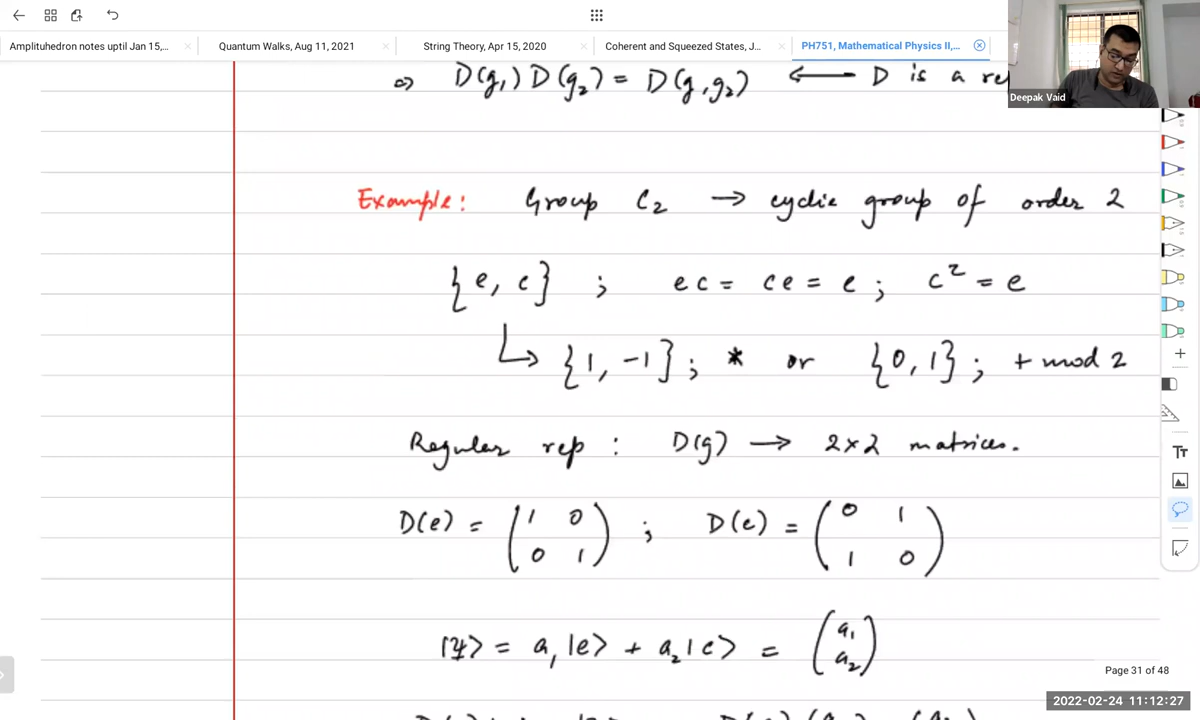 Amplituhedron notes uptil Jan 15,...
Quantum Walks, Aug 11, 2021
String Theory, Apr 15, 2020
Coherent and Squeezed States, J...
PH751, Mathematical Physics II,...
Deepak Vaid
⇒ D(g₁) D(g₂) = D(g₁g₂) ← D is a re
Example: Group C₂ → cyclic group of order 2
{e, c} ; ec = ce = c ; c² = e
↳ {1, -1} ; * or {0, 1} ; + mod 2
Regular rep : D(g) → 2x2 matrices.
D(e) = (1 0; 0 1) ; D(c) = (0 1; 1 0)
|Ψ> = a₁|e> + a₂|c> = (a₁; a₂)
Tт
Page 31 of 48
2022-02-24 11:12:27